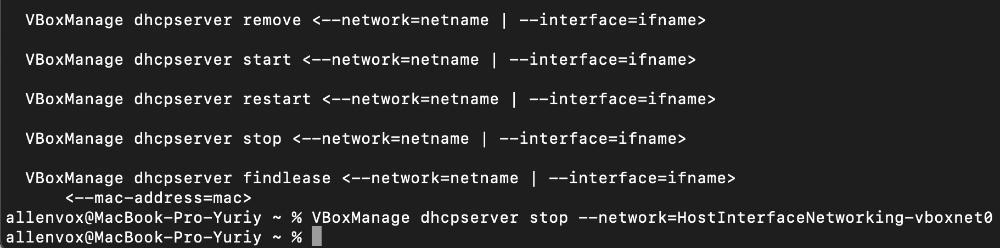 VBoxManage dhcpserver remove <--network=netname | --interface=ifname>
VBoxManage dhcpserver start <--network=netname | --interface=ifname>
VBoxManage dhcpserver restart <--network=netname | --interface=ifname>
VBoxManage dhcpserver stop <--network=netname | --interface=ifname>
VBoxManage dhcpserver findlease <--network=netname | --interface=ifname>
<--mac-address=mac>
allenvox@MacBook-Pro-Yuriy ~ % VBoxManage dhcpserver stop --network=HostInterfaceNetworking-vboxnet0
allenvox@MacBook-Pro-Yuriy ~ %